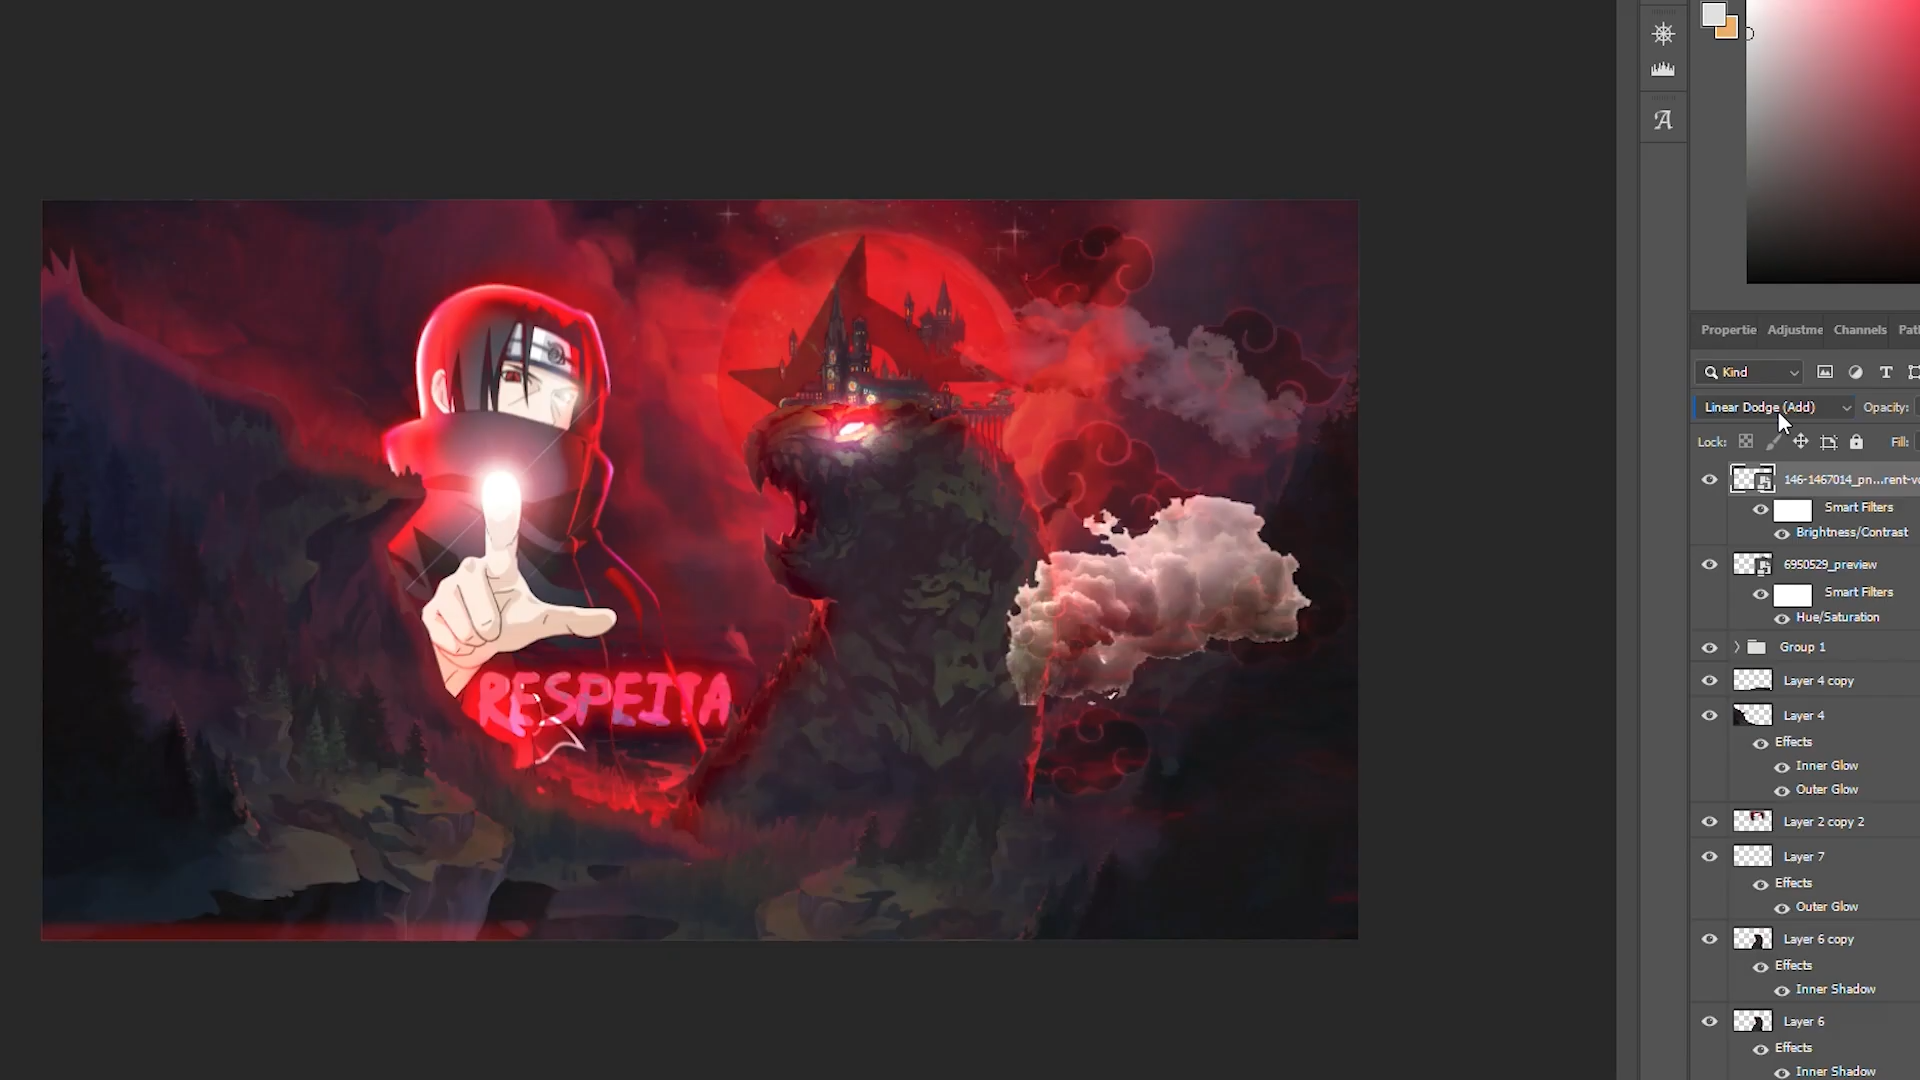 Propertie Adjustme Channels Pat
Kind T
Linear Dodge (Add) Opacity:
Lock: Fill:
146-1467014_pn...rent-v
Smart Filters
Brightness/Contrast
6950529_preview
Smart Filters
Hue/Saturation
Group 1
Layer 4 copy
Layer 4
Effects
Inner Glow
Outer Glow
Layer 2 copy 2
Layer 7
Effects
Outer Glow
Layer 6 copy
Effects
Inner Shadow
Layer 6
Effects
Inner Shadow
RESPEITA